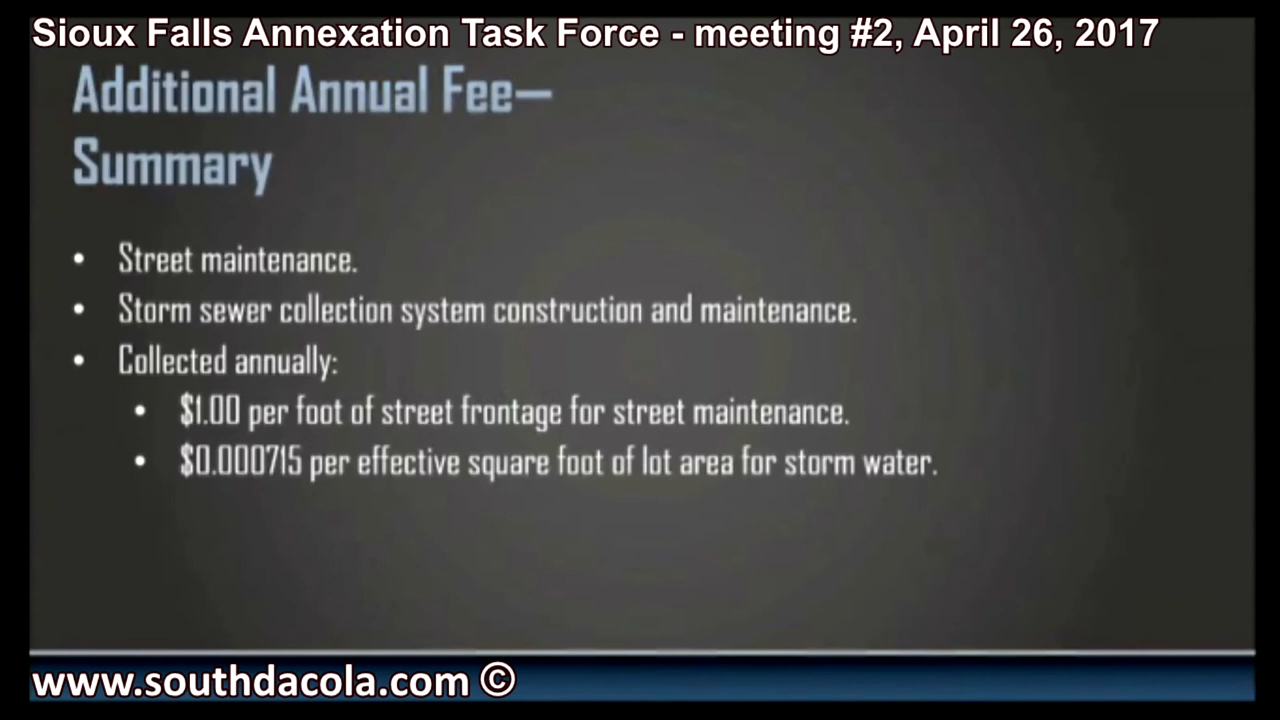 Sioux Falls Annexation Task Force - meeting #2, April 26, 2017
Additional Annual Fee—
Summary
• Street maintenance.
• Storm sewer collection system construction and maintenance.
• Collected annually:
• $1.00 per foot of street frontage for street maintenance.
• $0.000715 per effective square foot of lot area for storm water.
www.southdacola.com ©